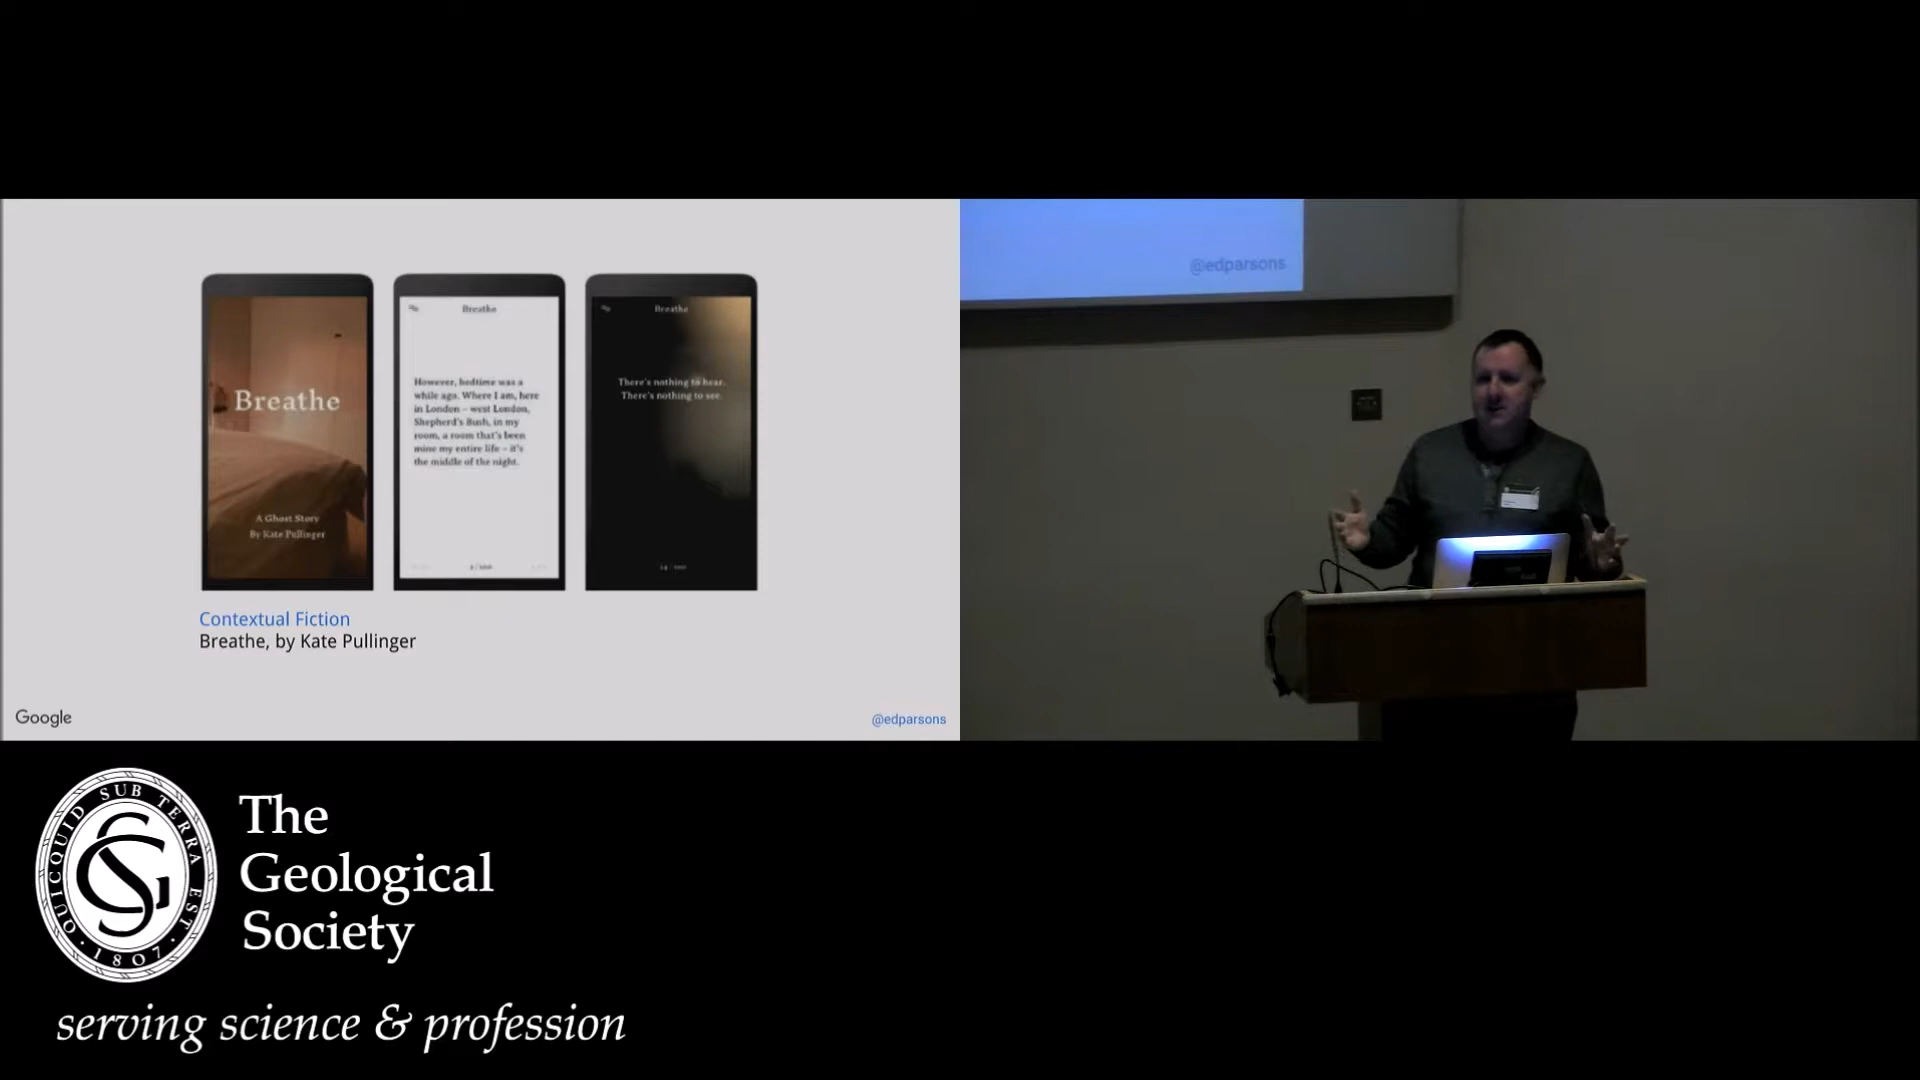 @edparsons
Breathe
A Ghost Story
By Kate Pullinger
Breathe
However, bedtime was a
while ago. Where I am, here
in London – west London,
Shepherd's Bush, in my
room, a room that's been
mine my entire life – it's
the middle of the night.
Breathe
There's nothing to hear.
There's nothing to see.
Contextual Fiction
Breathe, by Kate Pullinger
Google
@edparsons
QUICQUID SUB TERRA EST
· 1807 ·
GS
The
Geological
Society
serving science & profession